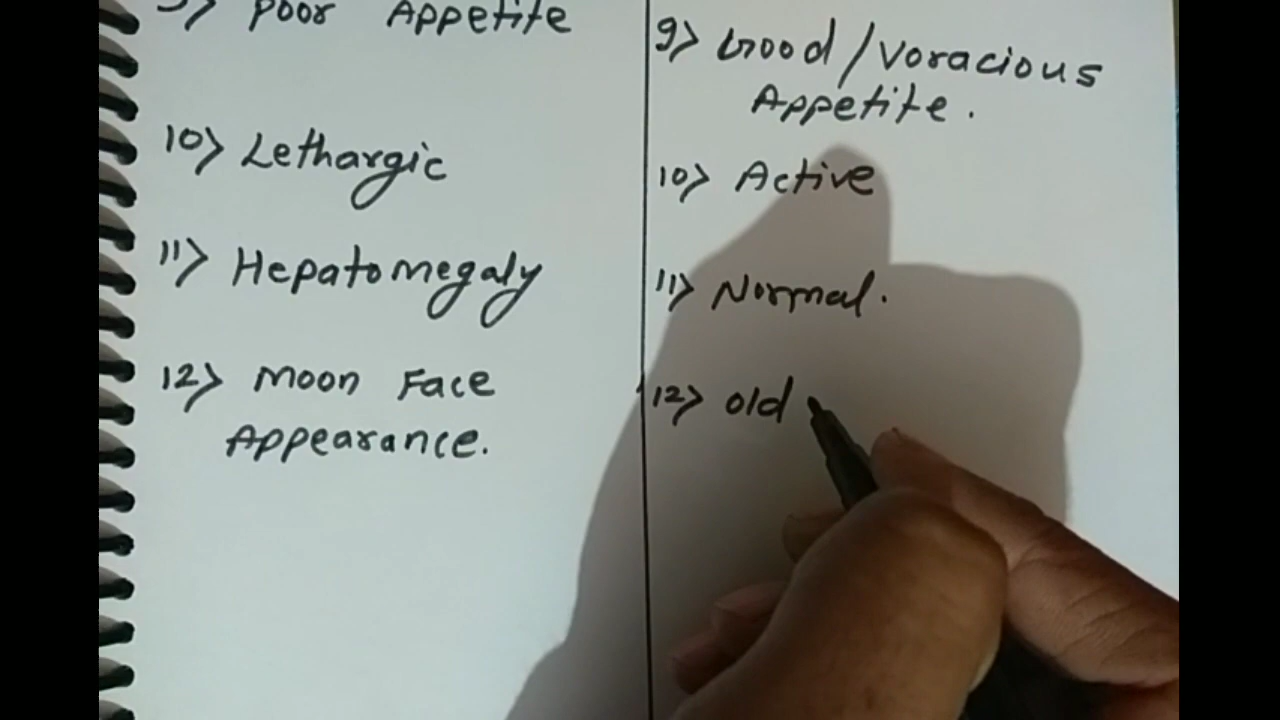 9> Poor Appetite
10> Lethargic
11> Hepatomegaly
12> Moon Face
Appearance.
9> Good/Voracious
Appetite.
10> Active
11> Normal.
12> Old